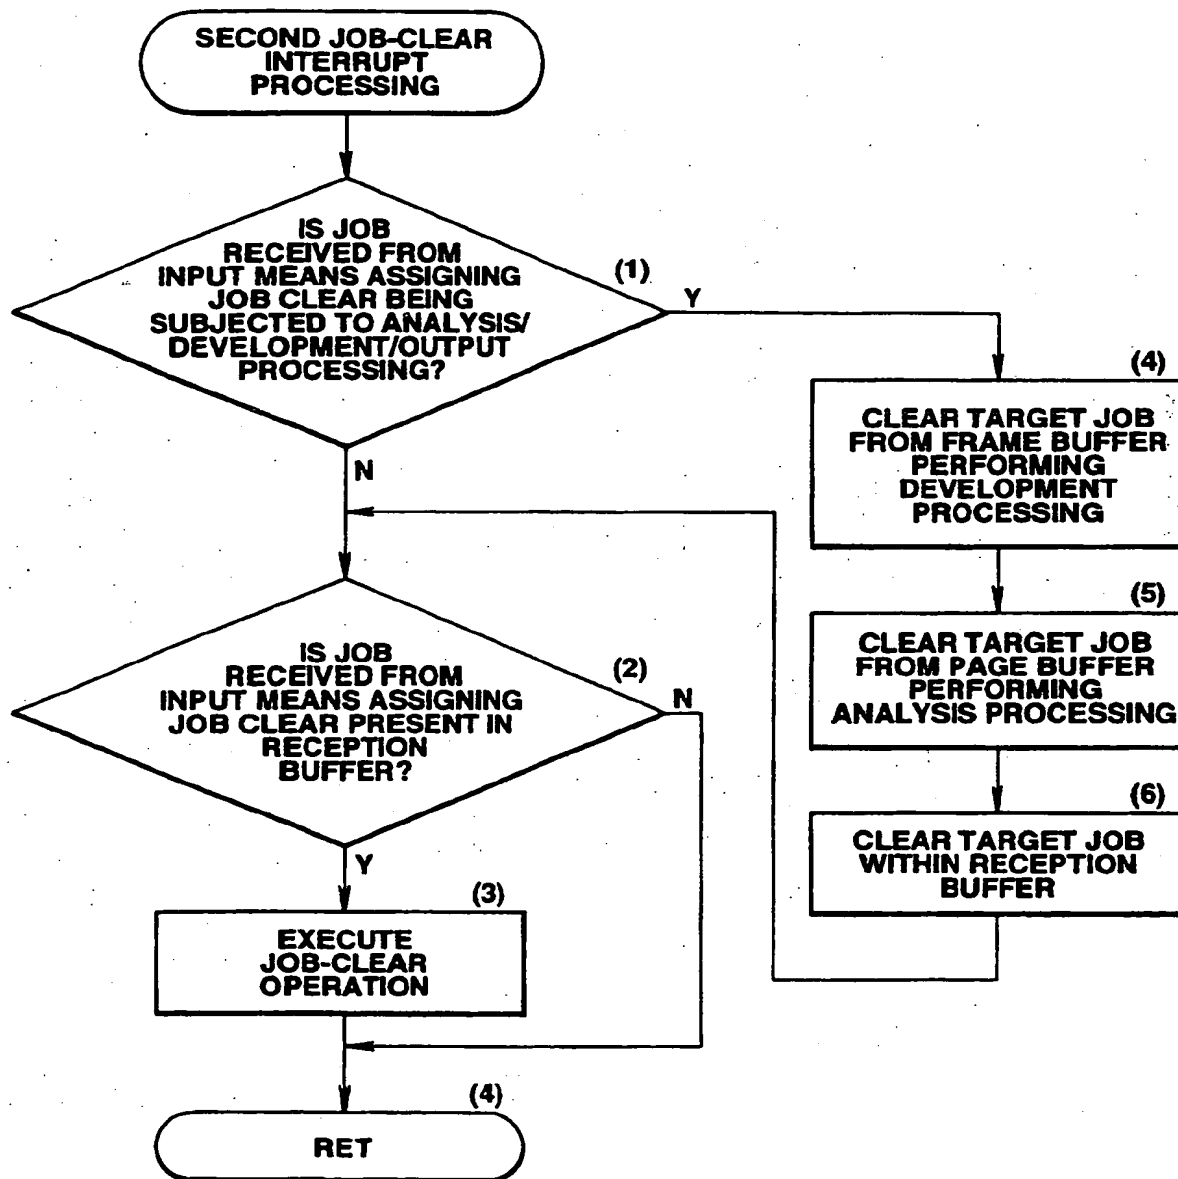 SECOND JOB-CLEAR
INTERRUPT
PROCESSING
IS JOB
RECEIVED FROM
INPUT MEANS ASSIGNING
JOB CLEAR BEING
SUBJECTED TO ANALYSIS/
DEVELOPMENT/OUTPUT
PROCESSING?
(1)
Y
N
(4)
CLEAR TARGET JOB
FROM FRAME BUFFER
PERFORMING
DEVELOPMENT
PROCESSING
(5)
CLEAR TARGET JOB
FROM PAGE BUFFER
PERFORMING
ANALYSIS PROCESSING
(6)
CLEAR TARGET JOB
WITHIN RECEPTION
BUFFER
IS JOB
RECEIVED FROM
INPUT MEANS ASSIGNING
JOB CLEAR PRESENT IN
RECEPTION
BUFFER?
(2)
N
Y
(3)
EXECUTE
JOB-CLEAR
OPERATION
(4)
RET